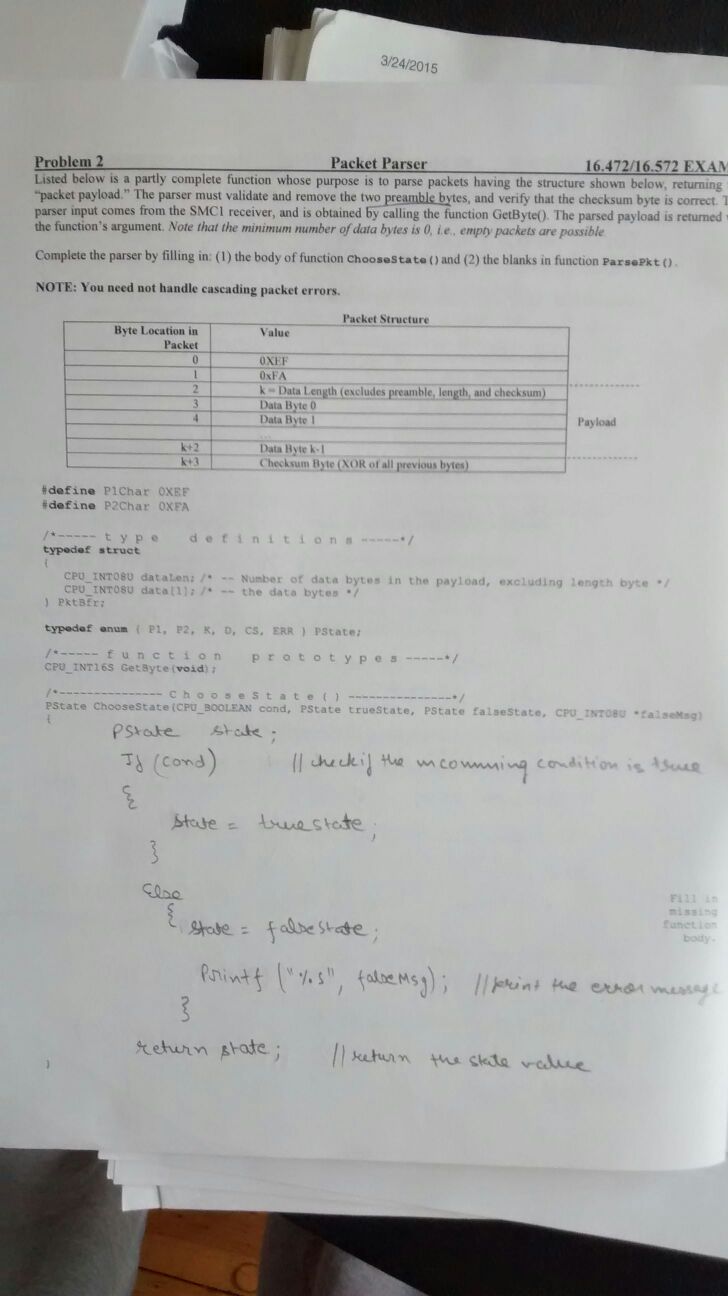 3/24/2015
Problem 2 Packet Parser 16.472/16.572 EXAM
Listed below is a partly complete function whose purpose is to parse packets having the structure shown below, returning
"packet payload." The parser must validate and remove the two preamble bytes, and verify that the checksum byte is correct.
parser input comes from the SMC1 receiver, and is obtained by calling the function GetByte(). The parsed payload is returned
the function's argument. Note that the minimum number of data bytes is 0, i.e., empty packets are possible.
Complete the parser by filling in: (1) the body of function ChooseState() and (2) the blanks in function ParsePkt().
NOTE: You need not handle cascading packet errors.
Packet Structure
Byte Location in Packet Value
0 0XEF
1 0xFA
2 k = Data Length (excludes preamble, length, and checksum)
3 Data Byte 0
4 Data Byte 1
Payload
...
k+2 Data Byte k-1
k+3 Checksum Byte (XOR of all previous bytes)
#define P1Char 0XEF
#define P2Char 0XFA
/*----- t y p e d e f i n i t i o n s -----*/
typedef struct
{
CPU_INT08U dataLen; /* -- Number of data bytes in the payload, excluding length byte */
CPU_INT08U data[1]; /* -- the data bytes */
} PktBfr;
typedef enum { P1, P2, K, D, CS, ERR } PState;
/*----- f u n c t i o n p r o t o t y p e s -----*/
CPU_INT16S GetByte(void);
/*--------------- C h o o s e S t a t e ( ) ---------------*/
PState ChooseState(CPU_BOOLEAN cond, PState trueState, PState falseState, CPU_INT08U *falseMsg)
{
PState state;
If (cond) // check if the incomming condition is true
{
state = truestate;
}
Else
{
state = falsestate;
Fill in
missing
function
body.
Printf ("%s", falseMsg); // print the error message
}
return state; // return the state value
}